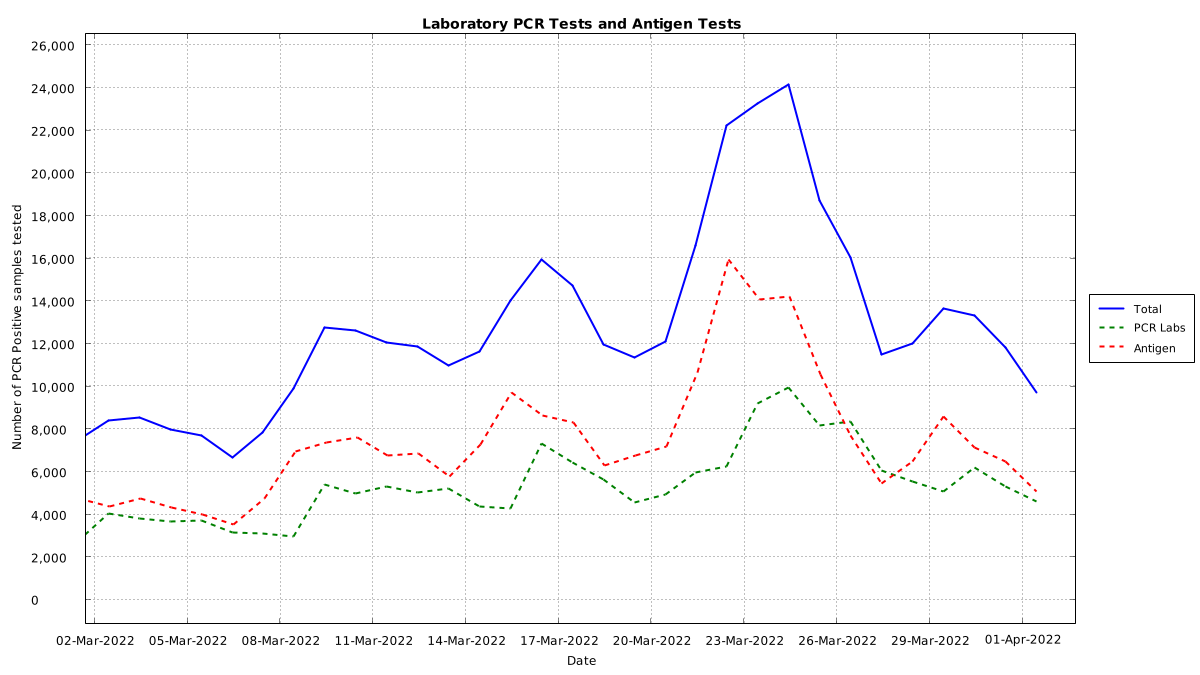 Laboratory PCR Tests and Antigen Tests
26,000
24,000
22,000
20,000
18,000
16,000
14,000
12,000
10,000
8,000
6,000
4,000
2,000
0
Number of PCR Positive samples tested
02-Mar-2022 05-Mar-2022 08-Mar-2022 11-Mar-2022 14-Mar-2022 17-Mar-2022 20-Mar-2022 23-Mar-2022 26-Mar-2022 29-Mar-2022 01-Apr-2022
Date
Total
PCR Labs
Antigen